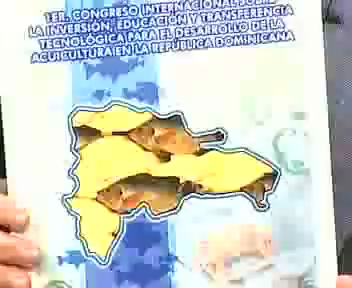 1ER. CONGRESO INTERNACIONAL SOBRE
LA INVERSIÓN, EDUCACIÓN Y TRANSFERENCIA
TECNOLÓGICA PARA EL DESARROLLO DE LA
ACUICULTURA EN LA REPÚBLICA DOMINICANA